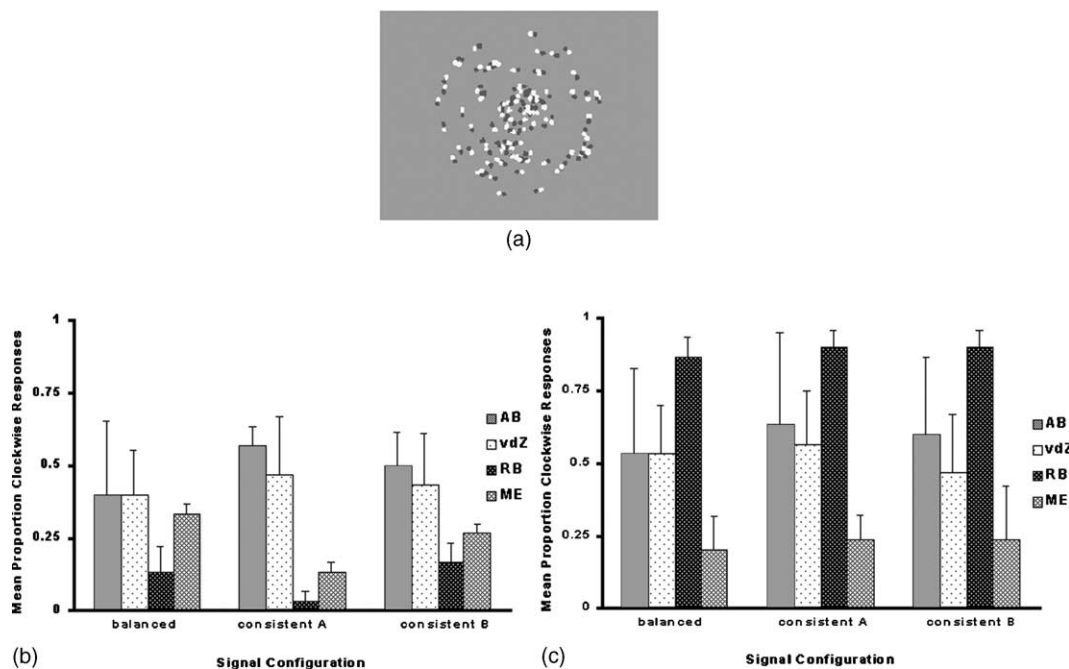 (a)
Mean Proportion Clockwise Responses
1
0.75
0.5
0.25
0
balanced
consistent A
consistent B
AB
vdZ
RB
ME
(b)
Signal Configuration
Mean Proportion Clockwise Responses
1
0.75
0.5
0.25
0
balanced
consistent A
consistent B
AB
vdZ
RB
ME
(c)
Signal Configuration